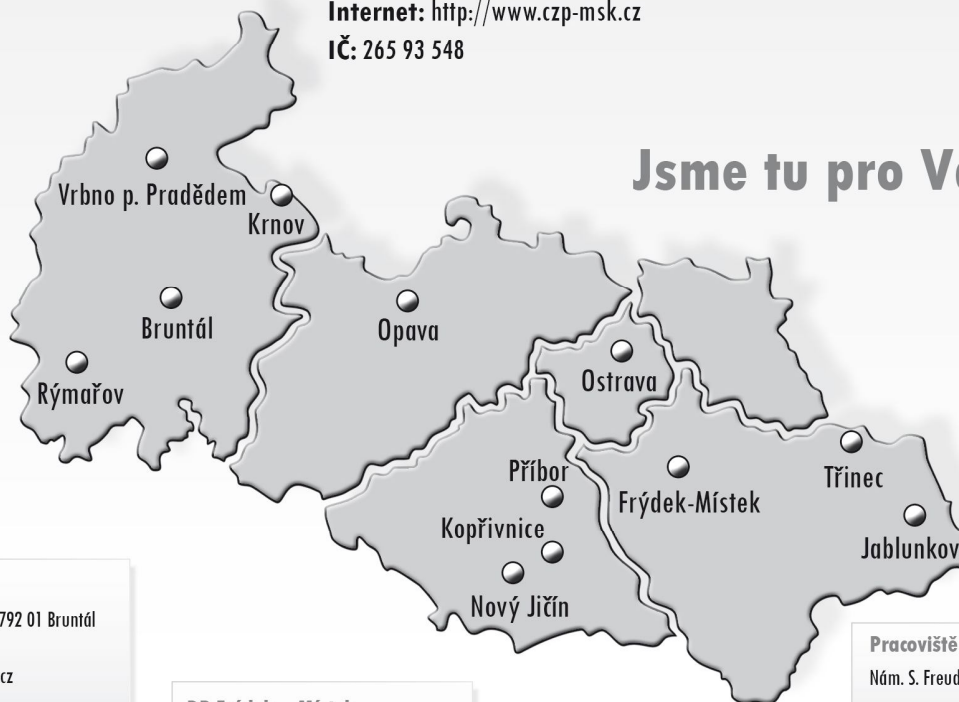 Internet: http://www.czp-msk.cz
IČ: 265 93 548
Jsme tu pro
Vrbno p. Pradědem
Krnov
Bruntál
Opava
Rýmařov
Ostrava
Příbor
Třinec
Frýdek-Místek
Kopřivnice
Jablunkov
Nový Jičín
792 01 Bruntál
cz
Pracoviště
Nám. S. Freud